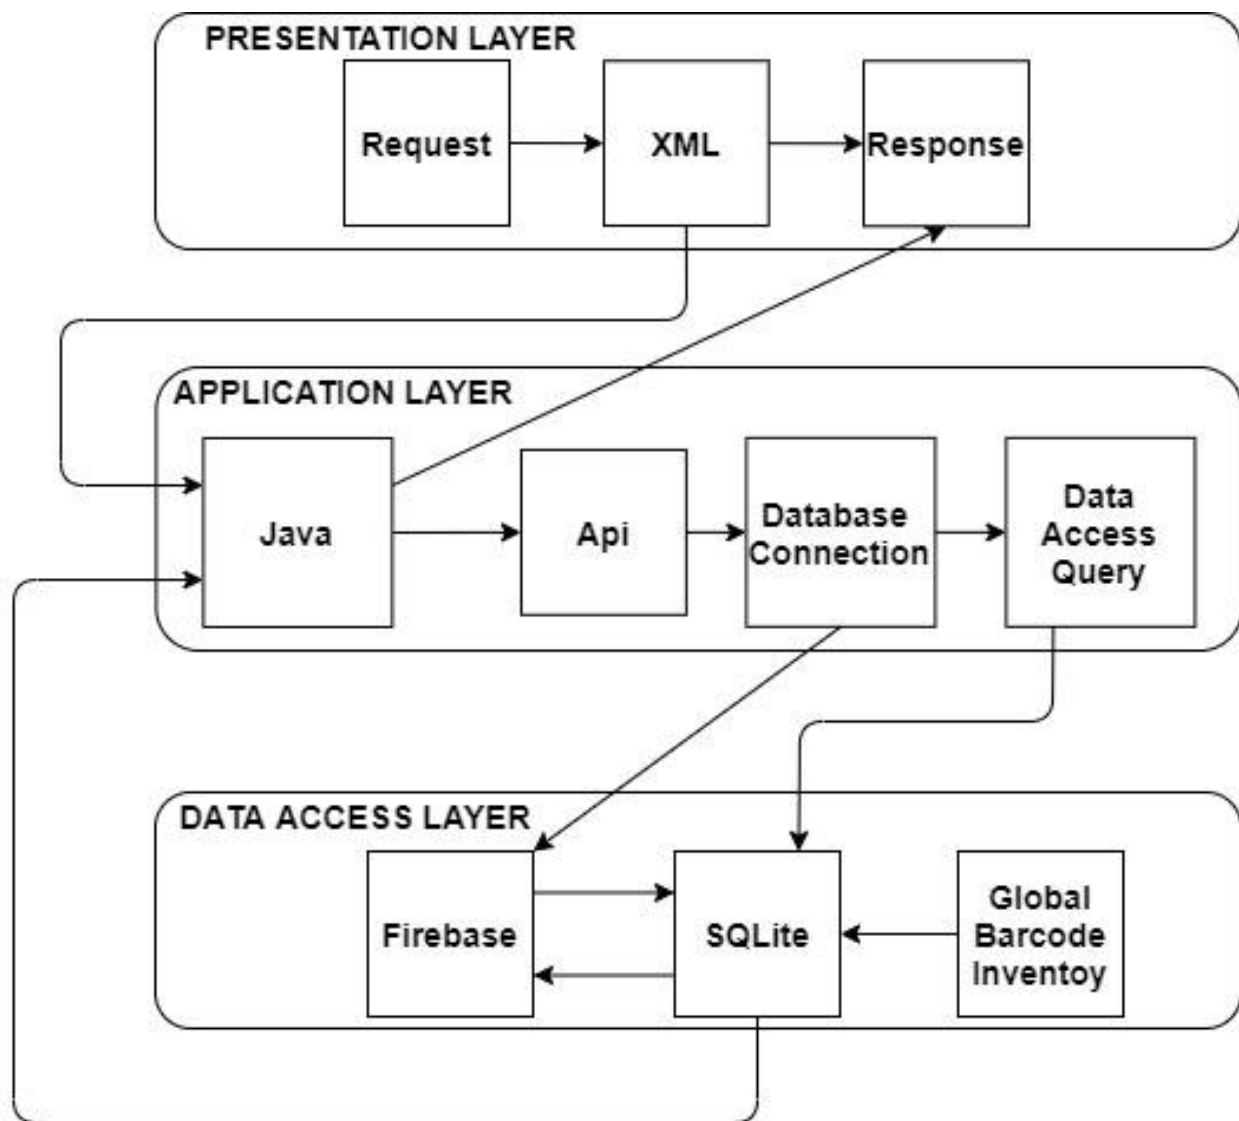 PRESENTATION LAYER
Request
XML
Response
APPLICATION LAYER
Java
Api
Database
Connection
Data
Access
Query
DATA ACCESS LAYER
Firebase
SQLite
Global
Barcode
Inventoy